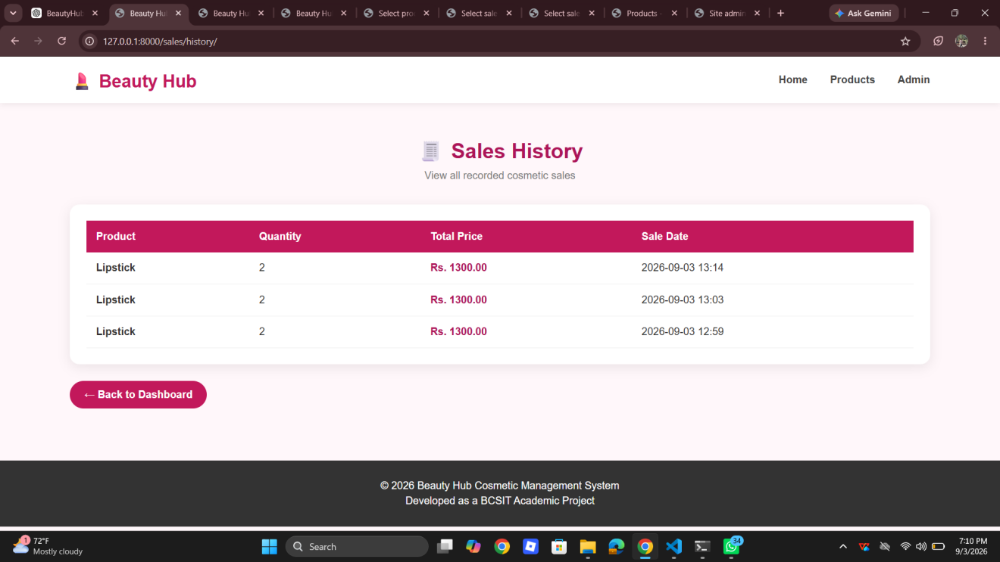 BeautyHub
Beauty Hu
Beauty Hu
Beauty Hu
Select pro
Select sale
Select sale
Products -
Site admin
Ask Gemini
127.0.0.1:8000/sales/history/
Beauty Hub
Home
Products
Admin
Sales History
View all recorded cosmetic sales
Product Quantity Total Price Sale Date
Lipstick 2 Rs. 1300.00 2026-09-03 13:14
Lipstick 2 Rs. 1300.00 2026-09-03 13:03
Lipstick 2 Rs. 1300.00 2026-09-03 12:59
← Back to Dashboard
© 2026 Beauty Hub Cosmetic Management System
Developed as a BCSIT Academic Project
1
72°F
Mostly cloudy
Search
34
7:10 PM
9/3/2026